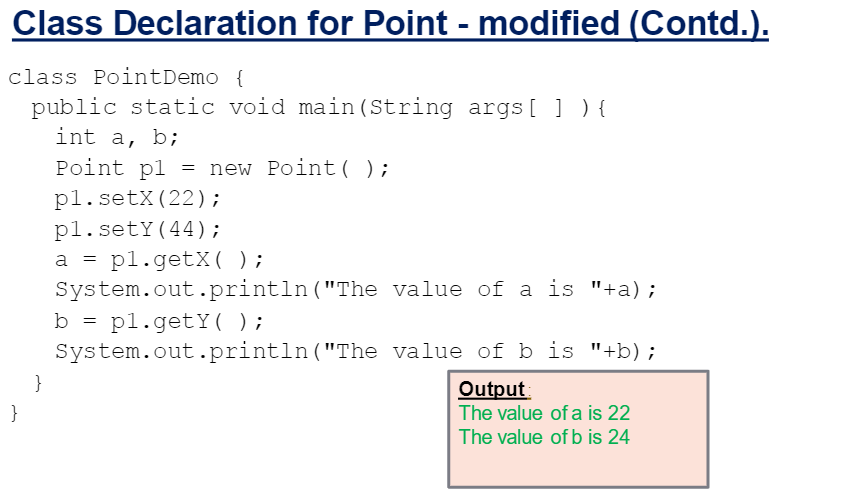 Class Declaration for Point - modified (Contd.).
class PointDemo {
public static void main(String args[ ] ){
int a, b;
Point p1 = new Point( );
p1.setX(22);
p1.setY(44);
a = p1.getX( );
System.out.println("The value of a is "+a);
b = p1.getY( );
System.out.println("The value of b is "+b);
}
}
Output:
The value of a is 22
The value of b is 24